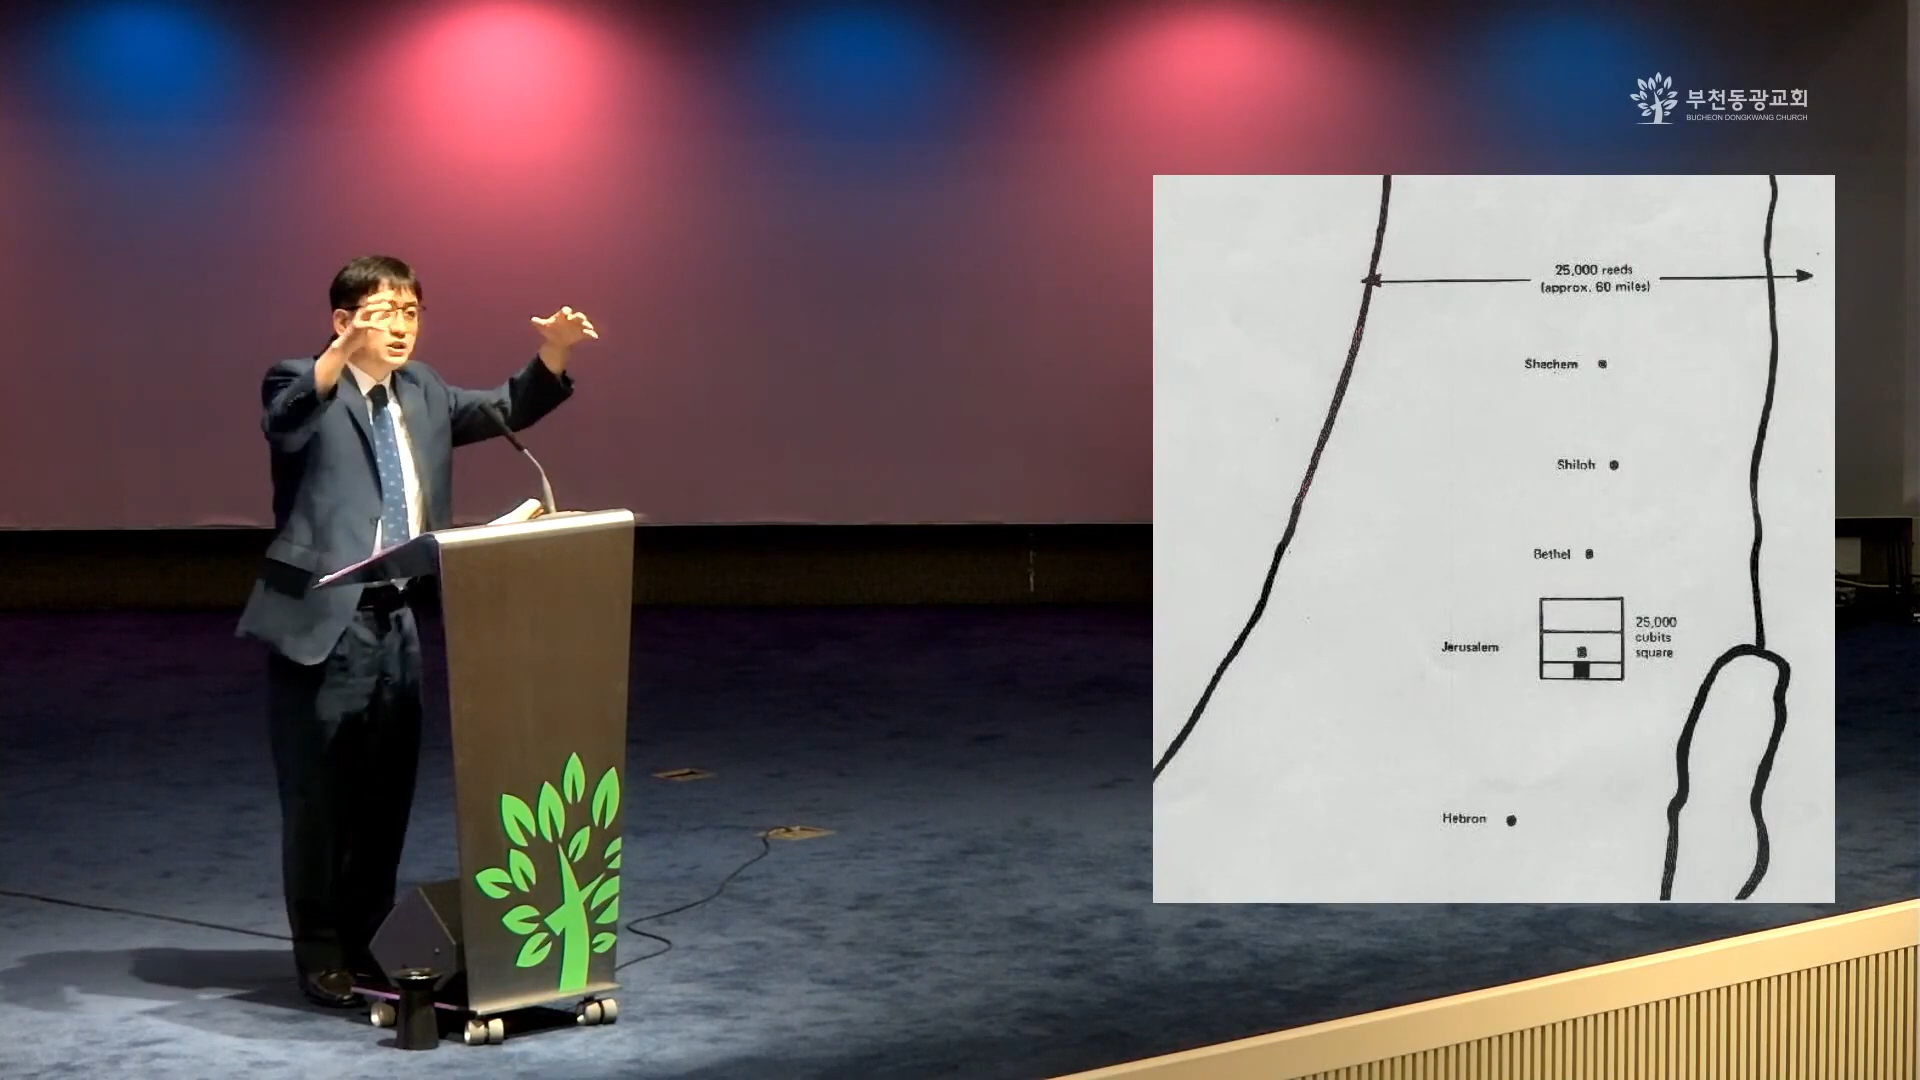 부천동광교회
BUCHEON DONGKWANG CHURCH
25,000 reeds
(approx. 60 miles)
Shechem
Shiloh
Bethel
25,000
cubits
square
Jerusalem
Hebron